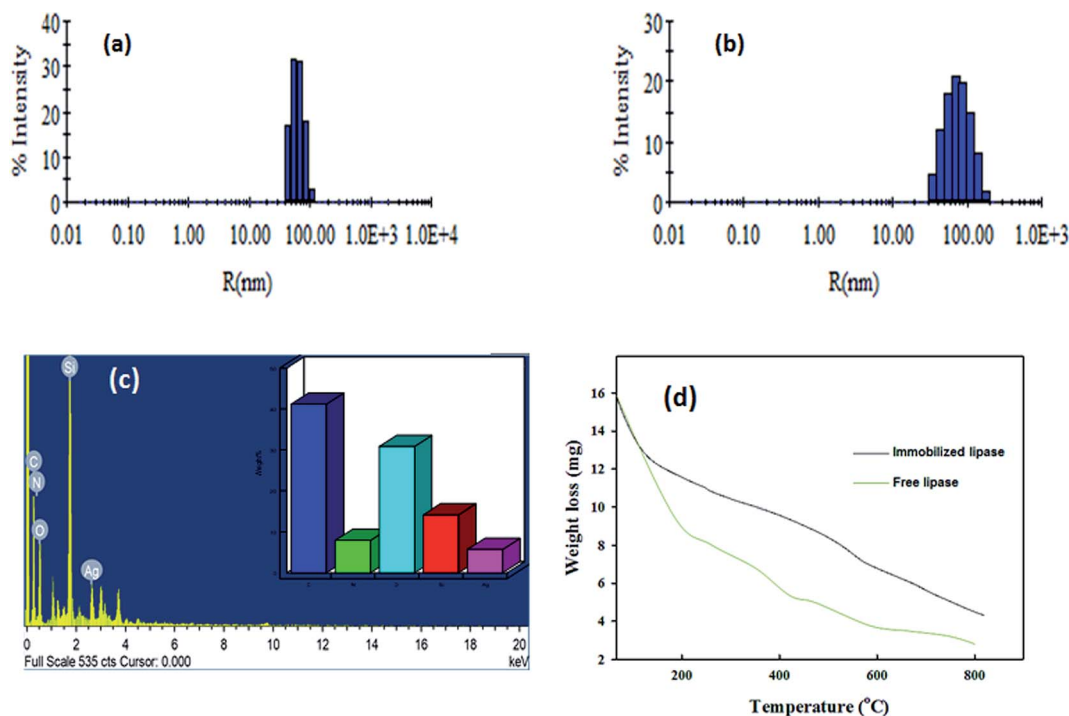 (a)
% Intensity
40
30
20
10
0
0.01 0.10 1.00 10.00 100.00 1.0E+3 1.0E+4
R(nm)
(b)
% Intensity
30
20
10
0
0.01 0.10 1.00 10.00 100.00 1.0E+3
R(nm)
(c)
Si
C
N
O
Ag
0 2 4 6 8 10 12 14 16 18 20
Full Scale 535 cts Cursor: 0.000
keV
(d)
Weight loss (mg)
16
14
12
10
8
6
4
2
Immobilized lipase
Free lipase
200 400 600 800
Temperature (°C)